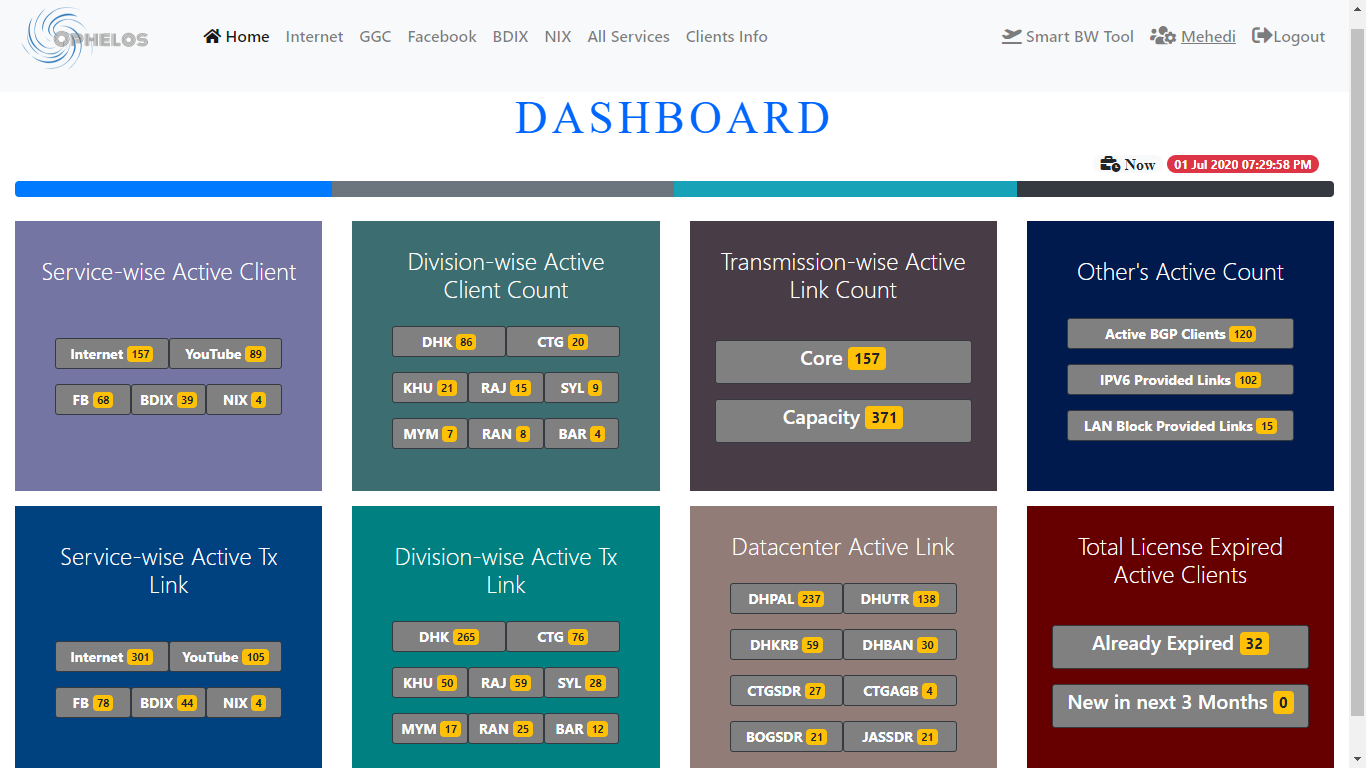 OPHELOS
Home Internet GGC Facebook BDIX NIX All Services Clients Info Smart BW Tool Mehedi Logout
DASHBOARD
Now 01 Jul 2020 07:29:58 PM
Service-wise Active Client
Internet 157 YouTube 89
FB 68 BDIX 39 NIX 4
Division-wise Active
Client Count
DHK 86 CTG 20
KHU 21 RAJ 15 SYL 9
MYM 7 RAN 8 BAR 4
Transmission-wise Active
Link Count
Core 157
Capacity 371
Other's Active Count
Active BGP Clients 120
IPV6 Provided Links 102
LAN Block Provided Links 15
Service-wise Active Tx
Link
Internet 301 YouTube 105
FB 78 BDIX 44 NIX 4
Division-wise Active Tx
Link
DHK 265 CTG 76
KHU 50 RAJ 59 SYL 28
MYM 17 RAN 25 BAR 12
Datacenter Active Link
DHPAL 237 DHUTR 138
DHKRB 59 DHBAN 30
CTGSDR 27 CTGAGB 4
BOGSDR 21 JASSDR 21
Total License Expired
Active Clients
Already Expired 32
New in next 3 Months 0